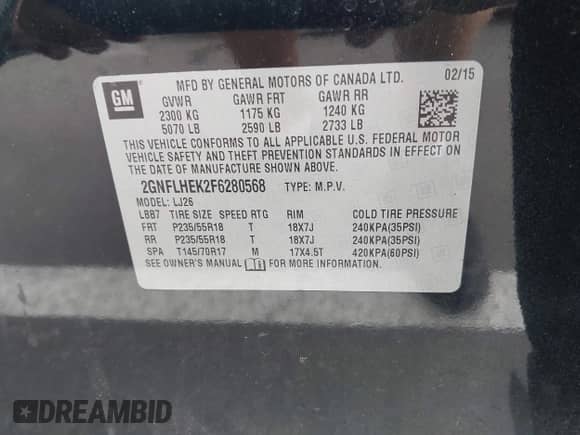 MFD BY GENERAL MOTORS OF CANADA LTD. 02/15
GM
GVWR GAWR FRT GAWR RR
2300 KG 1175 KG 1240 KG
5070 LB 2590 LB 2733 LB
THIS VEHICLE CONFORMS TO ALL APPLICABLE U.S. FEDERAL MOTOR
VEHICLE SAFETY AND THEFT PREVENTION STANDARDS IN EFFECT ON
THE DATE OF MANUFACTURE SHOWN ABOVE.
2GNFLHEK2F6280568 TYPE: M.P.V.
MODEL: LJ26
LBB7 TIRE SIZE SPEED RTG RIM COLD TIRE PRESSURE
FRT P235/55R18 T 18X7J 240KPA(35PSI)
RR P235/55R18 T 18X7J 240KPA(35PSI)
SPA T145/70R17 M 17X4.5T 420KPA(60PSI)
SEE OWNER'S MANUAL FOR MORE INFORMATION.
DREAMBID